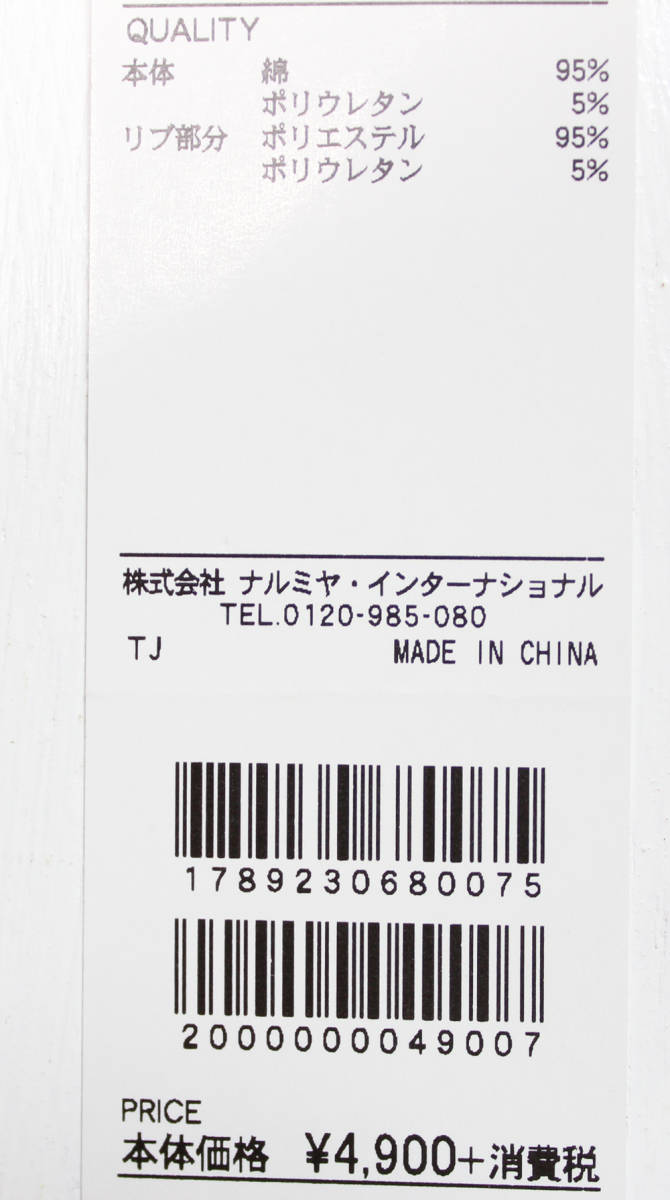 QUALITY
本体 綿 95%
ポリウレタン 5%
リブ部分 ポリエステル 95%
ポリウレタン 5%
株式会社 ナルミヤ・インターナショナル
TEL.0120-985-080
TJ MADE IN CHINA
1789230680075
2000000049007
PRICE
本体価格 ¥4,900+消費税